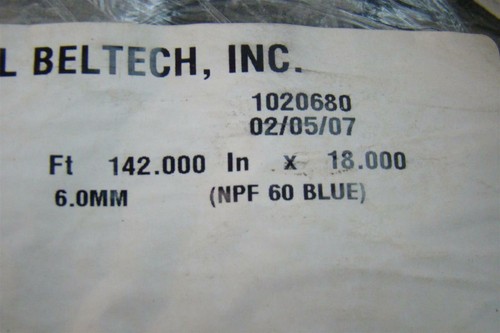 L BELTECH, INC.
1020680
02/05/07
Ft 142.000 In x 18.000
6.0MM (NPF 60 BLUE)